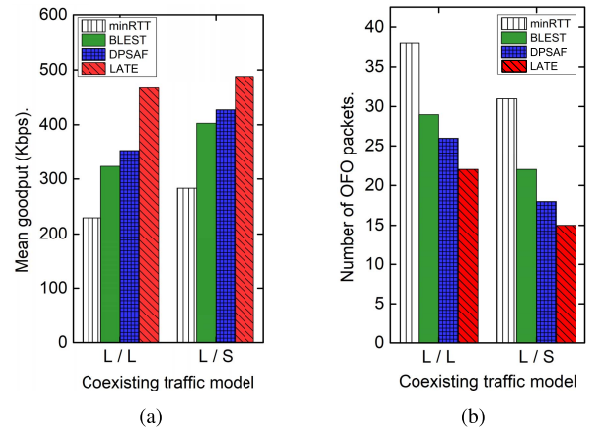 600
500
400
300
200
100
0
Mean goodput (Kbps).
minRTT
BLEST
DPSAF
LATE
L / L
L / S
Coexisting traffic model
(a)
40
35
30
25
20
15
10
5
0
Number of OFO packets.
minRTT
BLEST
DPSAF
LATE
L / L
L / S
Coexisting traffic model
(b)